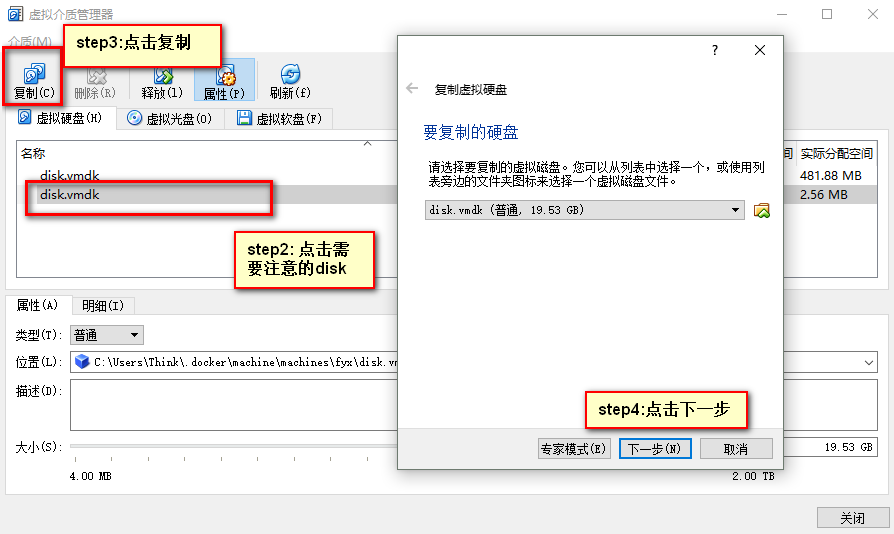 虚拟介质管理器
介质(M)
step3:点击复制
复制(C)
删除(R)
释放(l)
属性(P)
刷新(f)
虚拟硬盘(H)
虚拟光盘(O)
虚拟软盘(F)
名称
间
实际分配空间
disk.vmdk
481.88 MB
disk.vmdk
2.56 MB
step2: 点击需
要注意的disk
?
复制虚拟硬盘
要复制的硬盘
请选择要复制的虚拟磁盘。您可以从列表中选择一个，或使用列
表旁边的文件夹图标来选择一个虚拟磁盘文件。
disk.vmdk (普通, 19.53 GB)
step4:点击下一步
专家模式(E)
下一步(N)
取消
属性(A)
明细(I)
类型(T):
普通
位置(L):
C:\Users\Think\.docker\machine\machines\fyx\disk.vm
描述(D):
大小(S):
19.53 GB
4.00 MB
2.00 TB
关闭